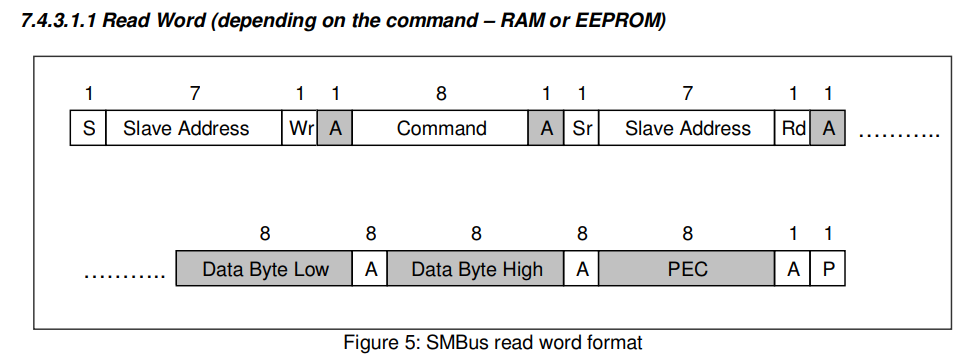 7.4.3.1.1 Read Word (depending on the command – RAM or EEPROM)
1 7 1 1 8 1 1 7 1 1
S Slave Address Wr A Command A Sr Slave Address Rd A ………..
8 8 8 8 8 1 1
……….. Data Byte Low A Data Byte High A PEC A P
Figure 5: SMBus read word format